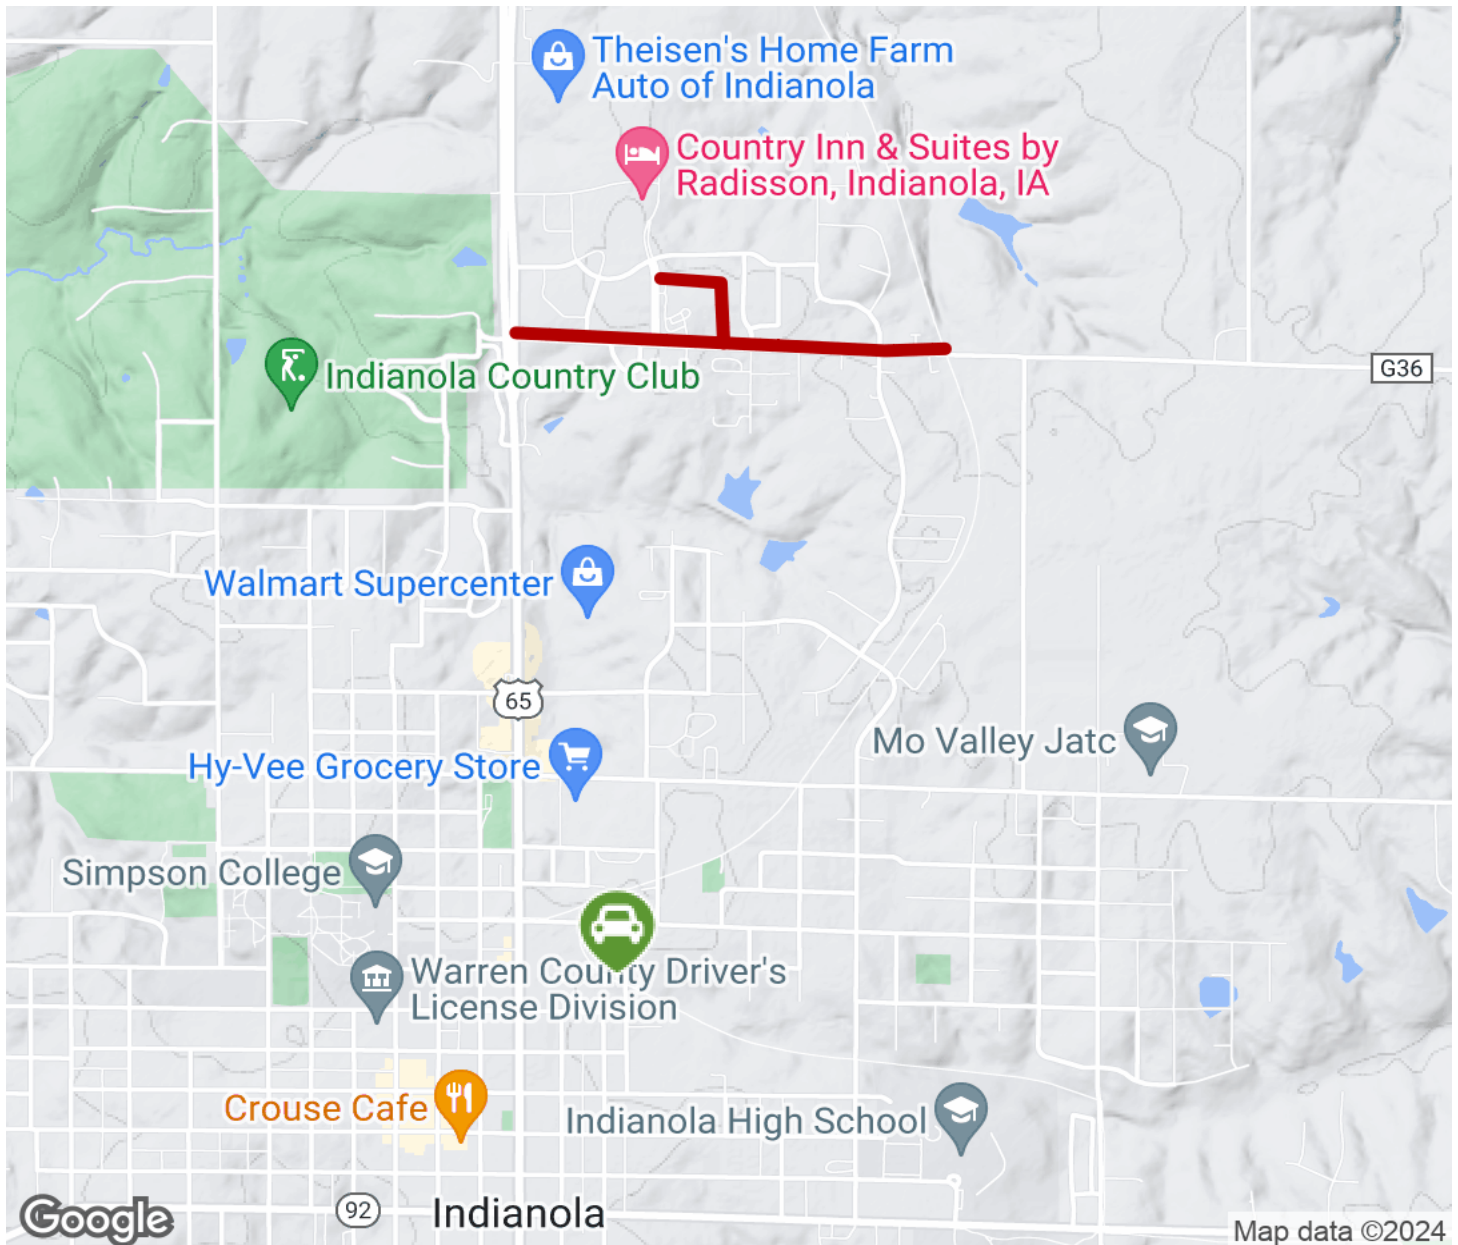 Theisen's Home Farm
Auto of Indianola
Country Inn & Suites by
Radisson, Indianola, IA
G36
Indianola Country Club
Walmart Supercenter
65
Mo Valley Jatc
Hy-Vee Grocery Store
Simpson College
Warren County Driver's
License Division
Crouse Cafe
Indianola High School
92
Indianola
Google
Map data ©2024